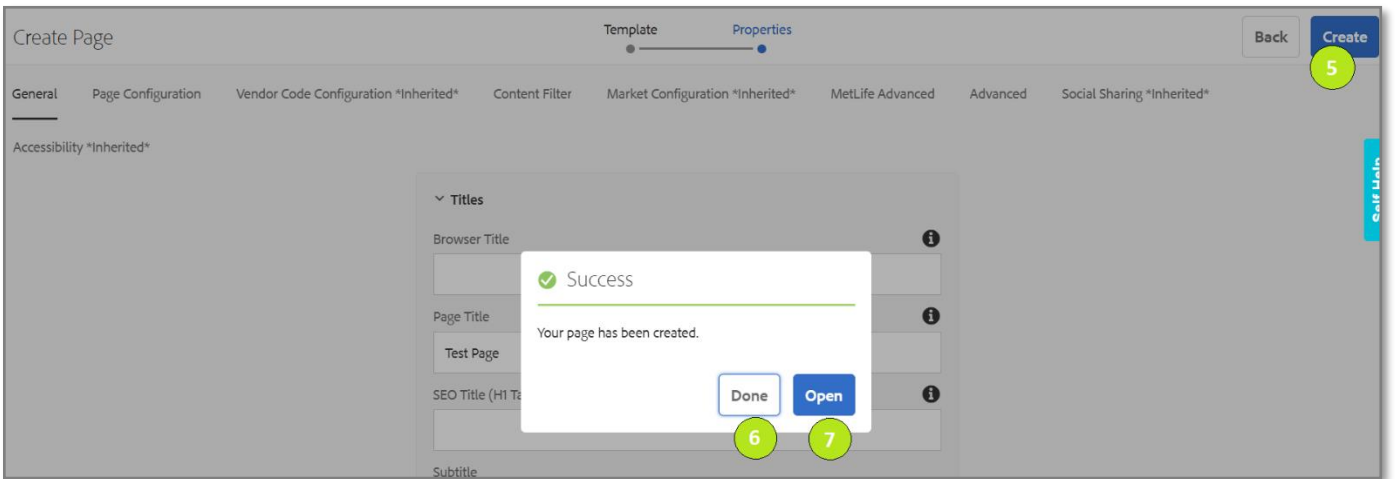 Create Page
Template Properties
Back Create
5
General Page Configuration Vendor Code Configuration *Inherited* Content Filter Market Configuration *Inherited* MetLife Advanced Advanced Social Sharing *Inherited*
Accessibility *Inherited*
Self Help
Titles
Browser Title
Success
Page Title
Your page has been created.
Test Page
SEO Title (H1 Ta
Done Open
6 7
Subtitle